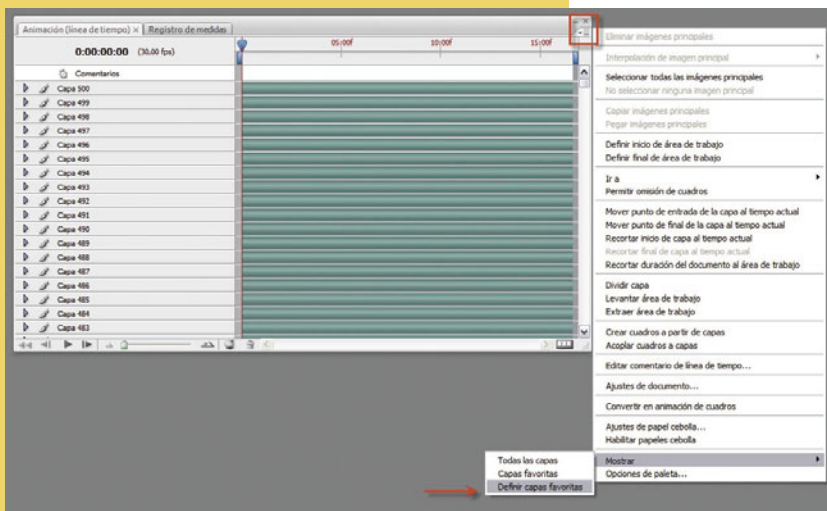 Animación (línea de tiempo) × Registro de medidas
0:00:00:00 (30,00 fps)
05:00f 10:00f 15:00f
Comentarios
Capa 500
Capa 499
Capa 498
Capa 497
Capa 496
Capa 495
Capa 494
Capa 493
Capa 492
Capa 491
Capa 490
Capa 489
Capa 488
Capa 487
Capa 486
Capa 485
Capa 484
Capa 483
Eliminar imágenes principales
Interpolación de imagen principal
Seleccionar todas las imágenes principales
No seleccionar ninguna imagen principal
Copiar imágenes principales
Pegar imágenes principales
Definir inicio de área de trabajo
Definir final de área de trabajo
Ir a
Permitir omisión de cuadros
Mover punto de entrada de la capa al tiempo actual
Mover punto de final de la capa al tiempo actual
Recortar inicio de capa al tiempo actual
Recortar final de capa al tiempo actual
Recortar duración del documento al área de trabajo
Dividir capa
Levantar área de trabajo
Extraer área de trabajo
Crear cuadros a partir de capas
Acoplar cuadros a capas
Editar comentario de línea de tiempo...
Ajustes de documento...
Convertir en animación de cuadros
Ajustes de papel cebolla...
Habilitar papeles cebolla
Mostrar
Opciones de paleta...
Todas las capas
Capas favoritas
Definir capas favoritas